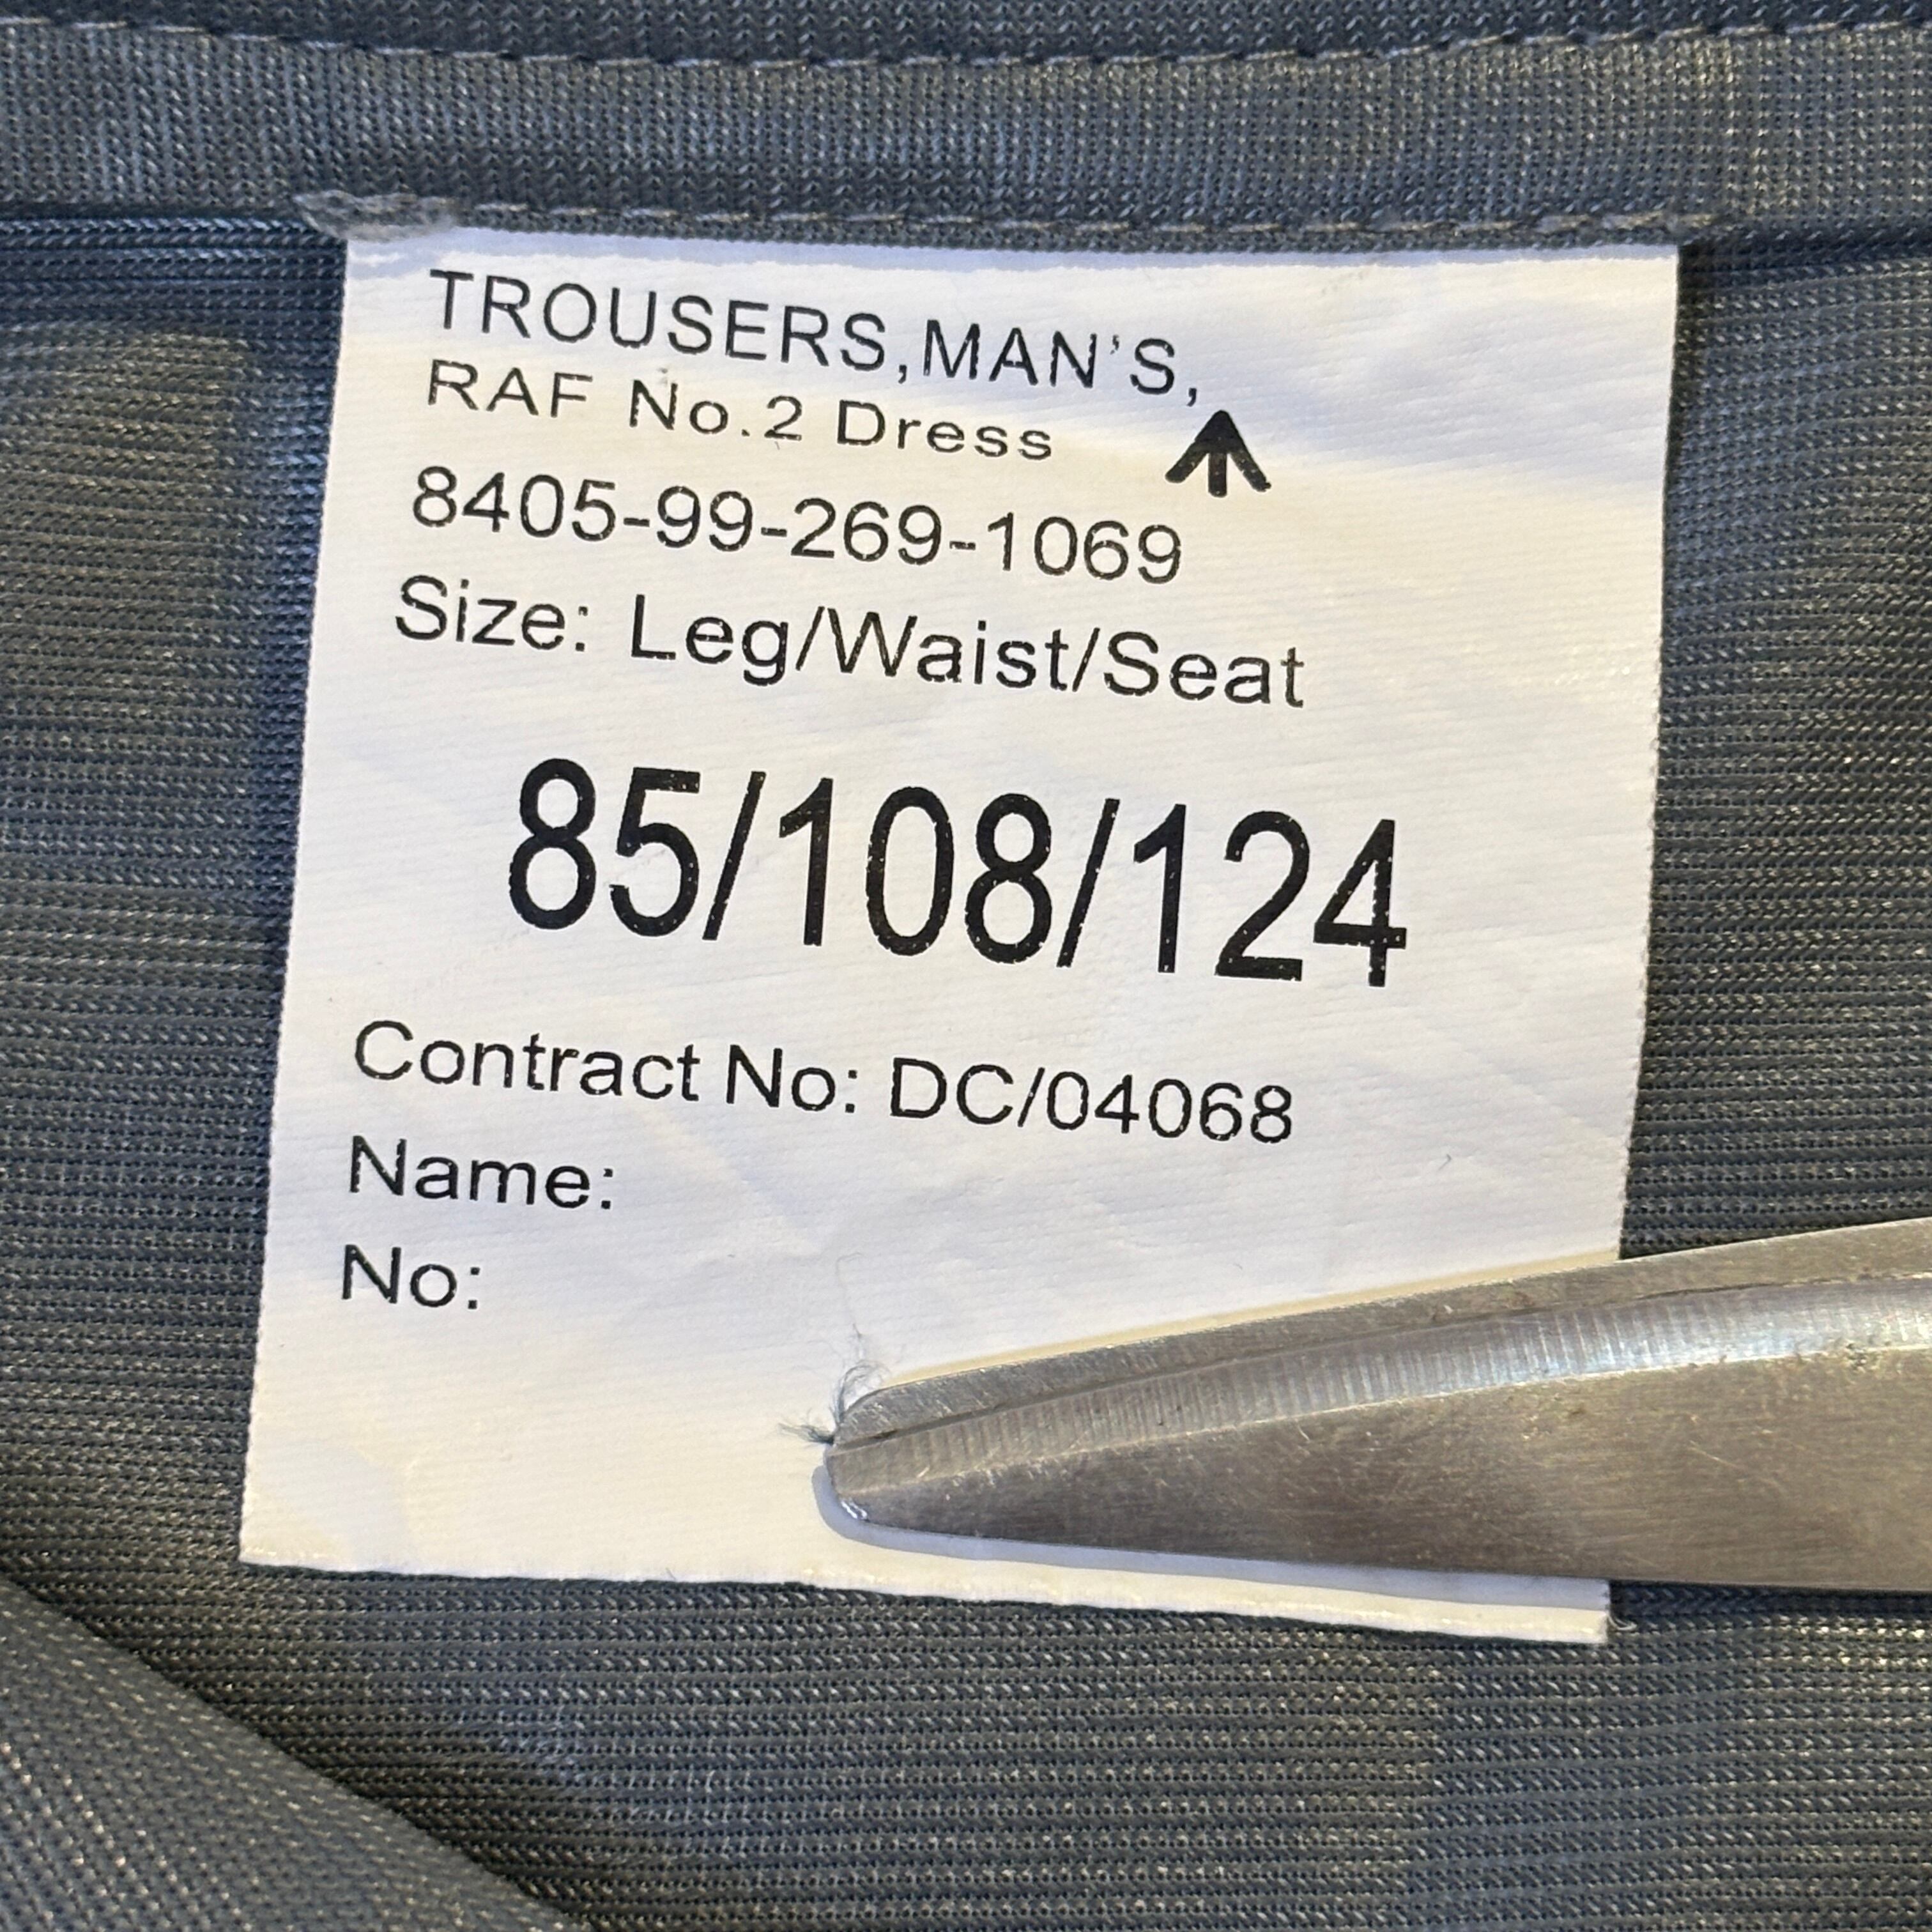 TROUSERS,MAN'S,
RAF No.2 Dress
8405-99-269-1069
Size: Leg/Waist/Seat
85/108/124
Contract No: DC/04068
Name:
No: